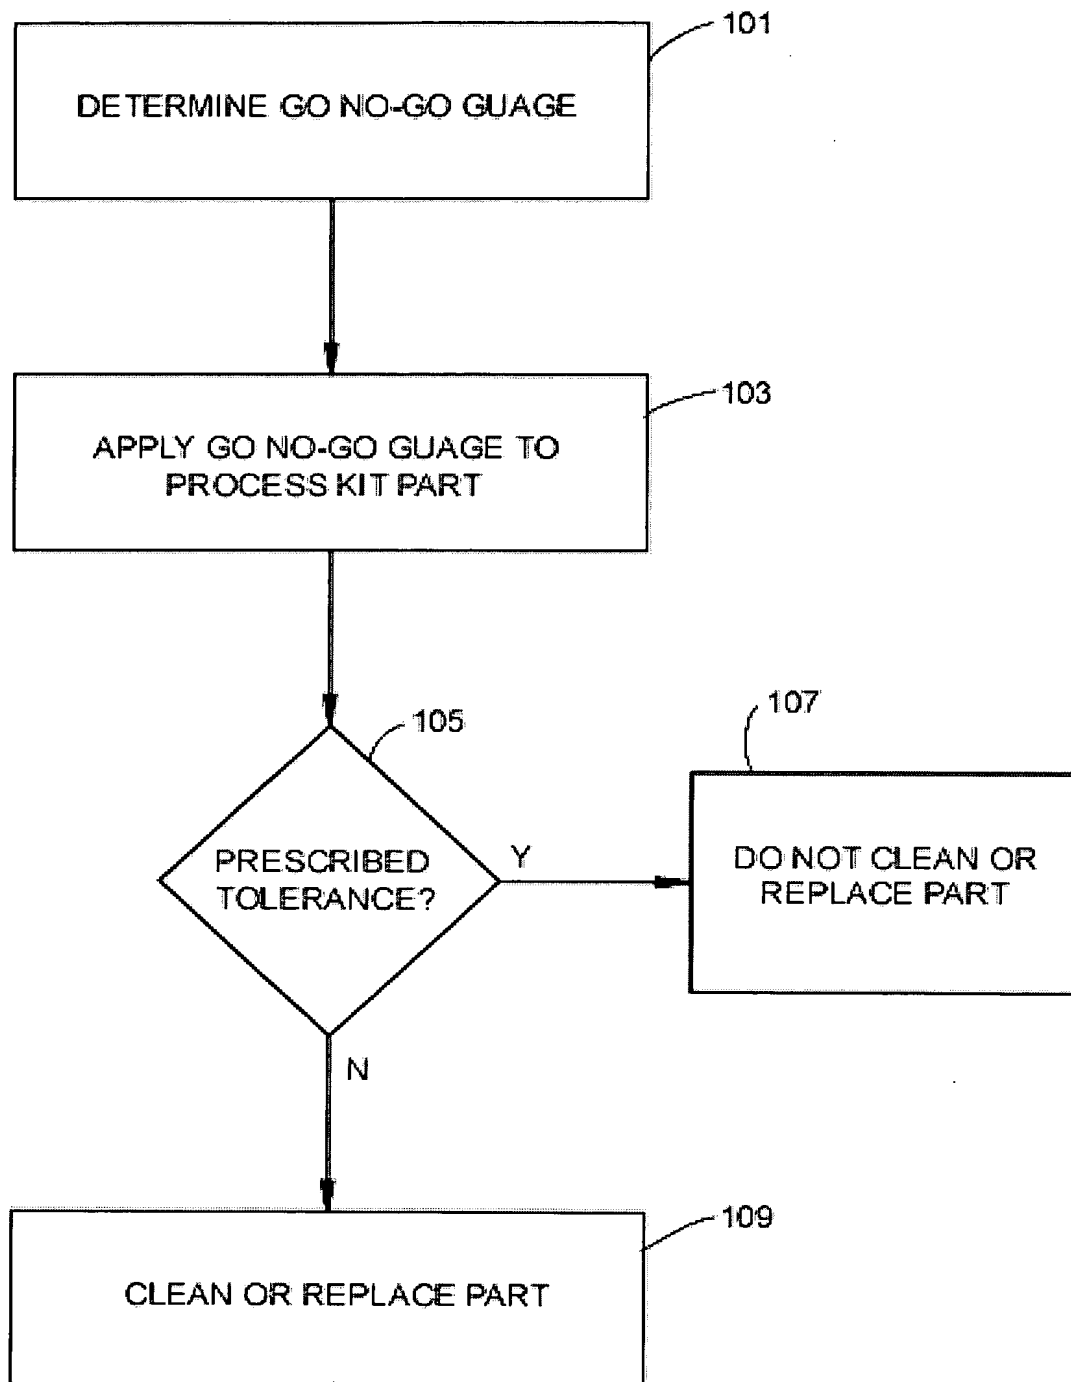 101
DETERMINE GO NO-GO GUAGE
103
APPLY GO NO-GO GUAGE TO
PROCESS KIT PART
105
PRESCRIBED
TOLERANCE?
Y
107
DO NOT CLEAN OR
REPLACE PART
N
109
CLEAN OR REPLACE PART